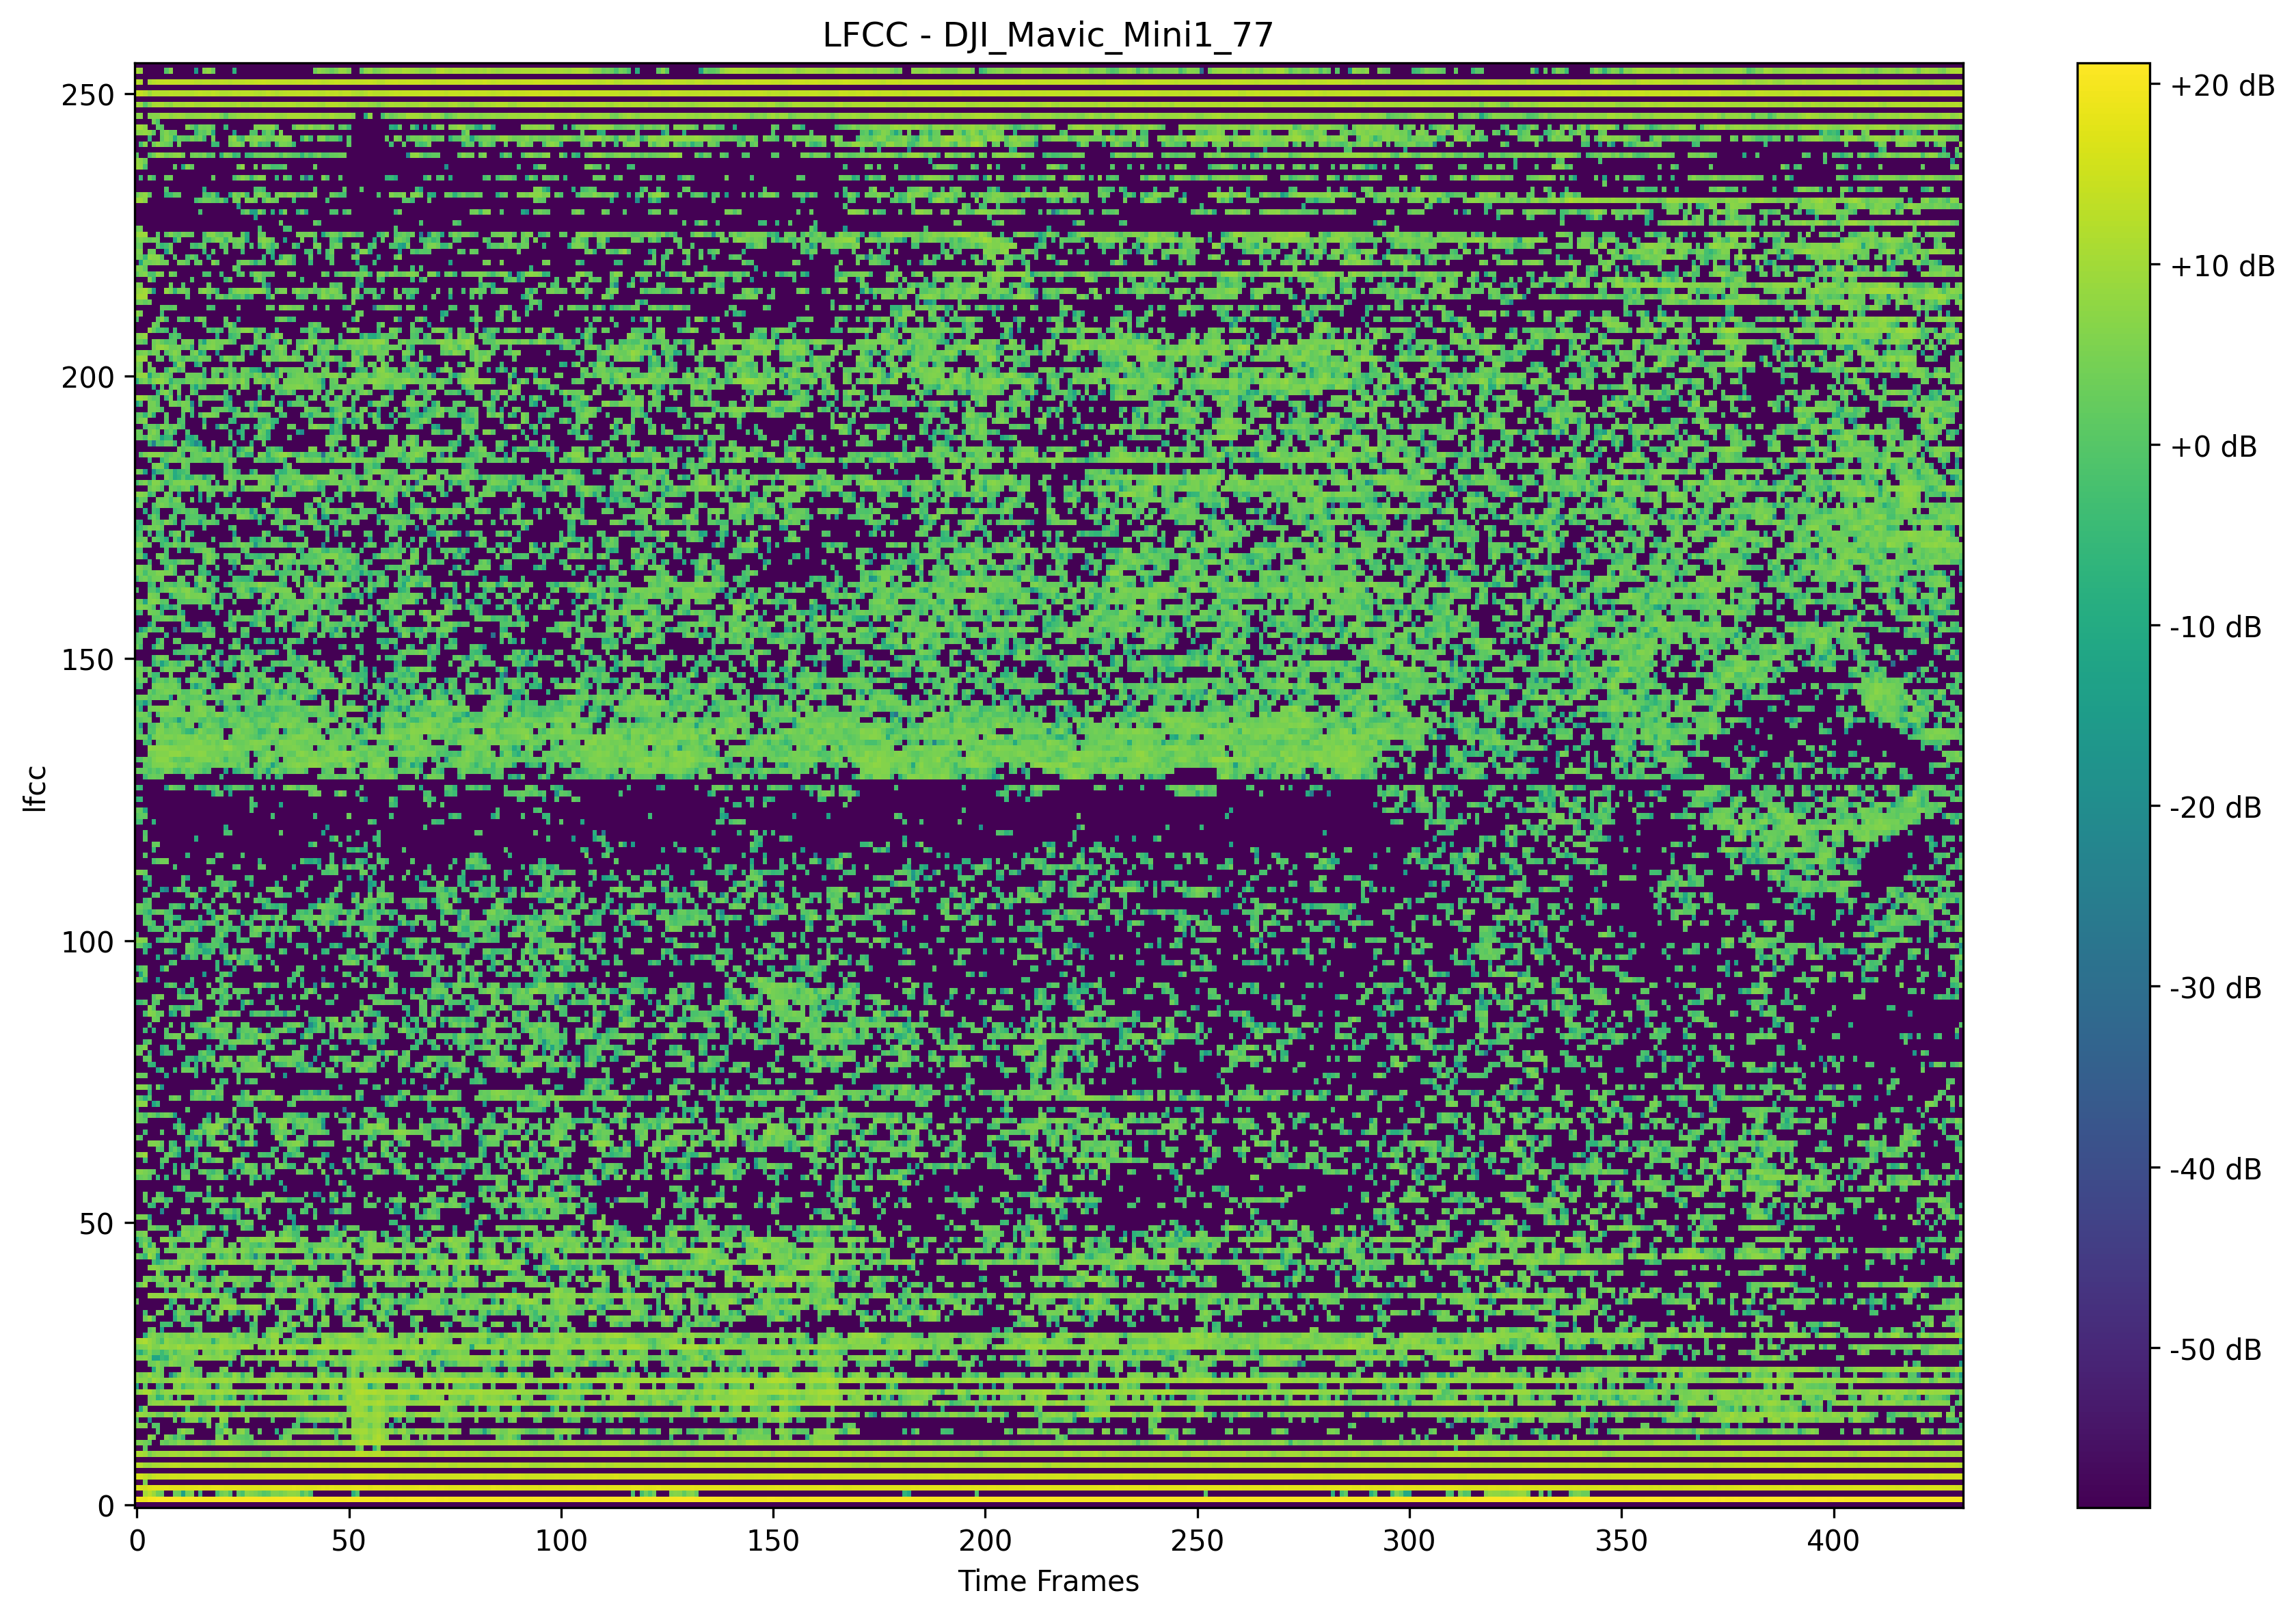 LFCC - DJI_Mavic_Mini1_77
250
200
150
100
50
0
lfcc
0 50 100 150 200 250 300 350 400
Time Frames
+20 dB
+10 dB
+0 dB
-10 dB
-20 dB
-30 dB
-40 dB
-50 dB